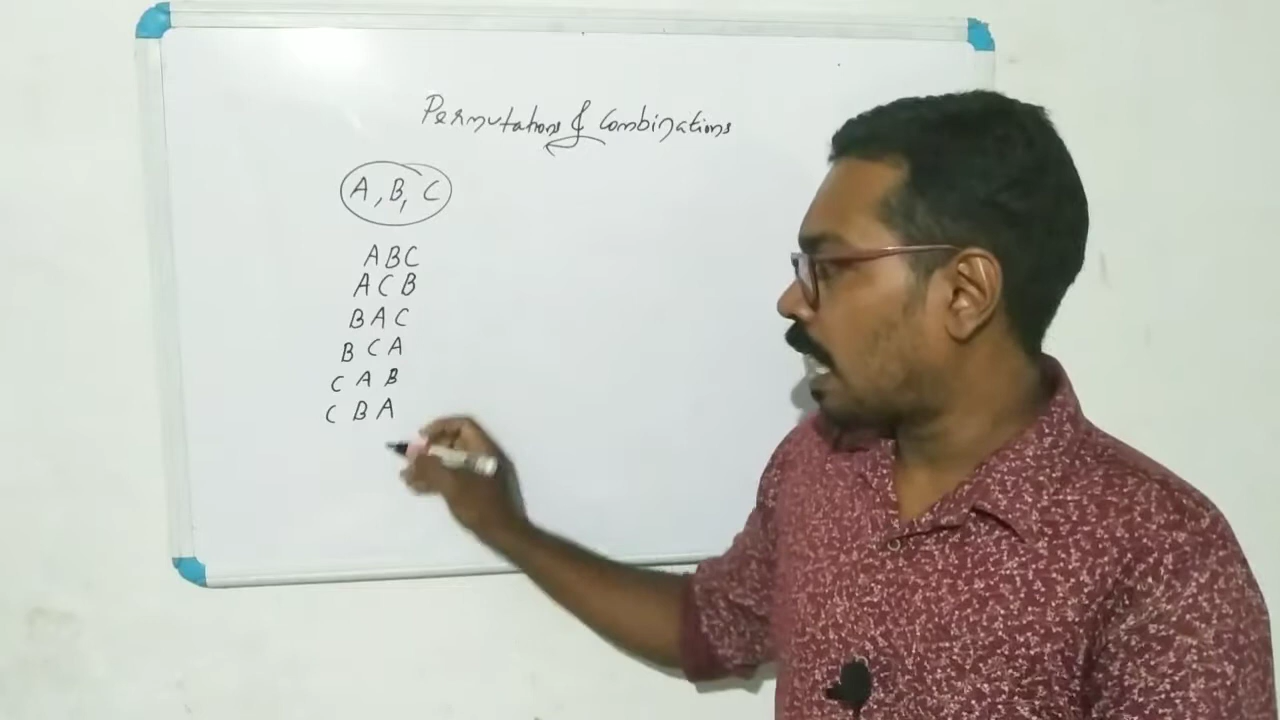 Permutations & Combinations
A, B, C
ABC
ACB
BAC
BCA
CAB
CBA